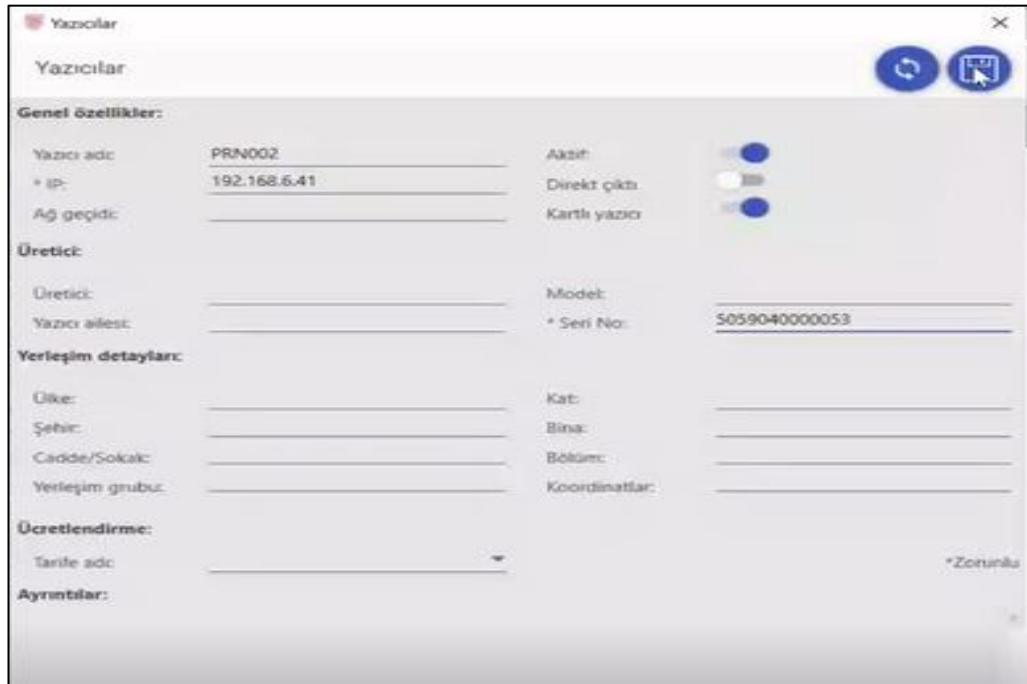 Yazıcılar
Yazıcılar
Genel özellikler:
Yazıcı adı: PRN002 Aktif:
* IP: 192.168.6.41 Direkt çıktı
Ağ geçidi: Kartlı yazıcı
Üretici:
Üretici: Model:
Yazıcı ailesi: * Seri No: 5059040000053
Yerleşim detayları:
Ülke: Kat:
Şehir: Bina:
Cadde/Sokak: Bölüm:
Yerleşim grubu: Koordinatlar:
Ücretlendirme:
Tarife adı: *Zorunlu
Ayrıntılar: